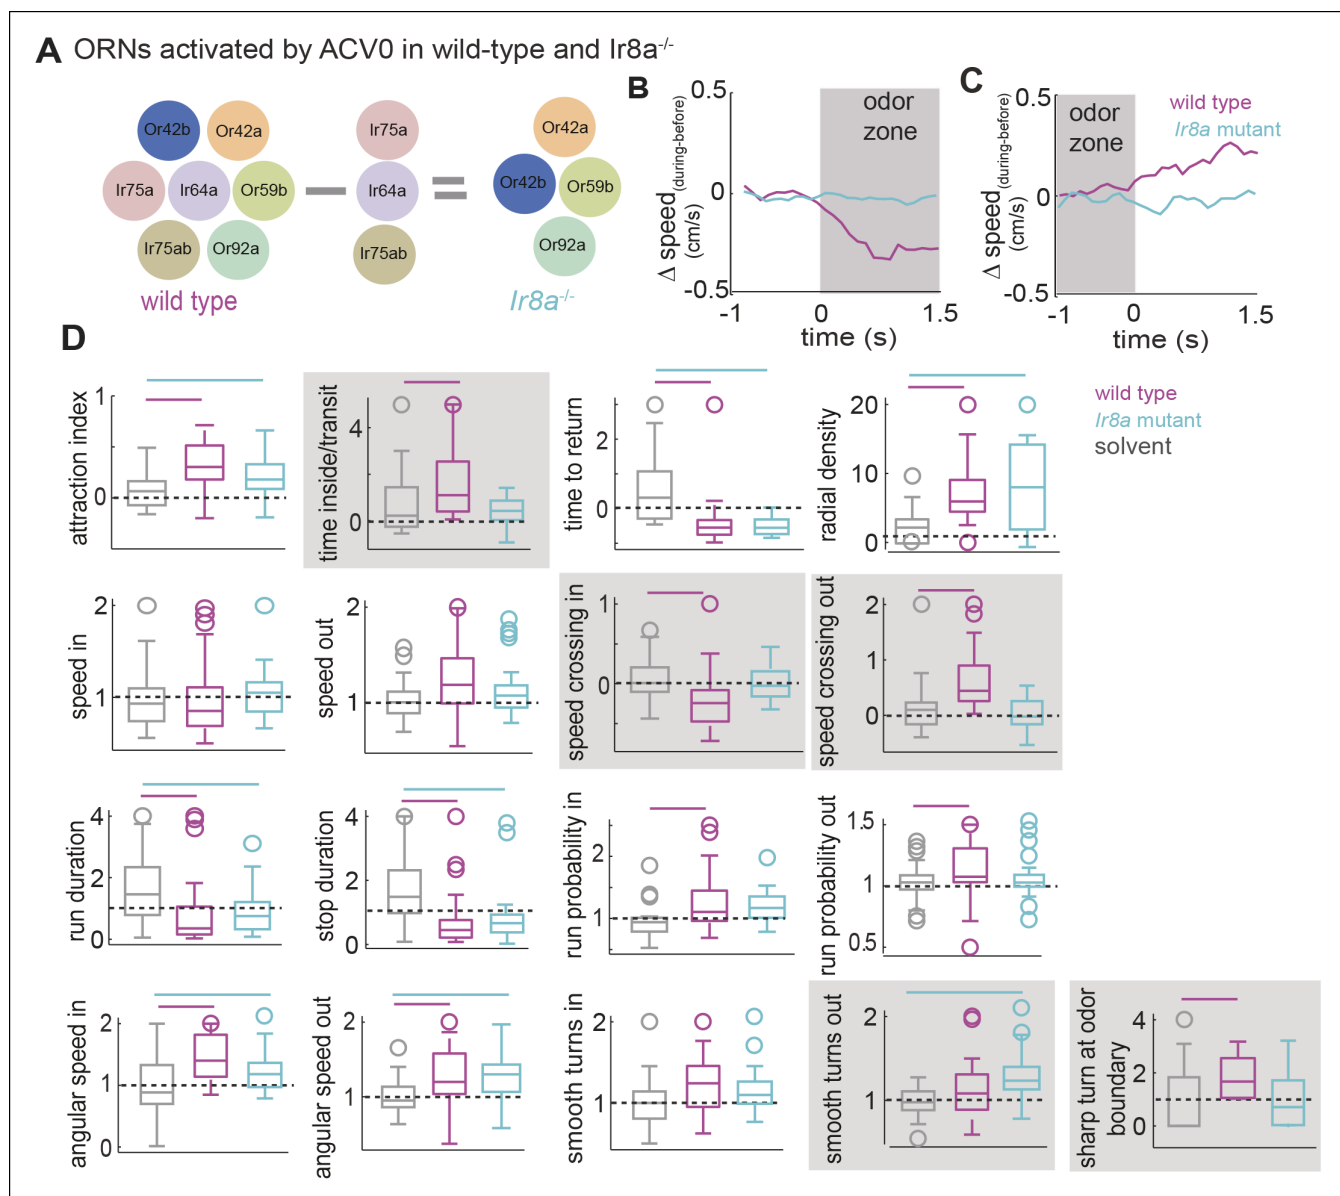 A ORNs activated by ACV0 in wild-type and Ir8a-/-
Or42b
Or42a
Ir75a
Ir64a
Or59b
Ir75ab
Or92a
wild type
Ir75a
Ir64a
Ir75ab
Or42a
Or42b
Or59b
Or92a
Ir8a-/-
B
Δ speed(during-before)
(cm/s)
0.5
0
-0.5
odor
zone
-1
0
1.5
time (s)
C
Δ speed(during-before)
(cm/s)
0.5
0
-0.5
odor
zone
wild type
Ir8a mutant
-1
0
1.5
time (s)
D
attraction index
1
0
time inside/transit
4
0
time to return
2
0
radial density
20
10
0
wild type
Ir8a mutant
solvent
speed in
2
1
speed out
2
1
speed crossing in
1
0
speed crossing out
2
1
0
run duration
4
2
0
stop duration
4
2
0
run probability in
2
1
run probability out
1.5
1
0.5
angular speed in
2
1
0
angular speed out
2
1
smooth turns in
2
1
smooth turns out
2
1
sharp turn at odor
boundary
4
2
0